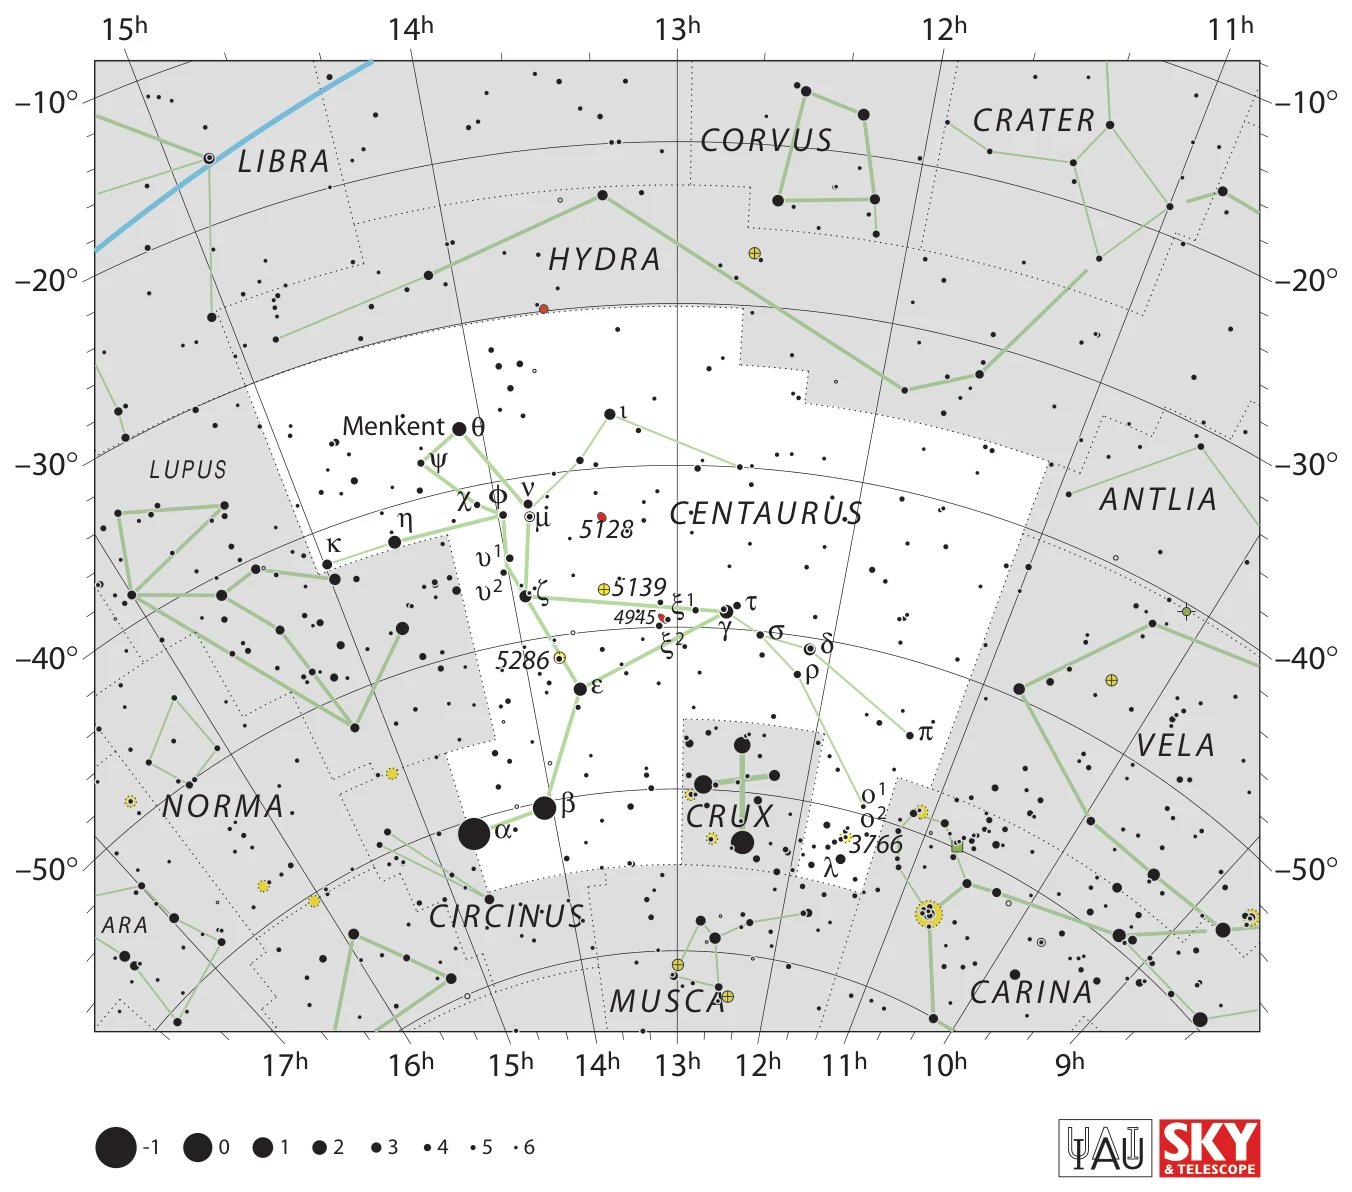 15h 14h 13h 12h 11h
–10° –10°
CRATER
CORVUS
LIBRA
HYDRA
–20° –20°
ι
Menkent θ
ψ
LUPUS
–30° –30°
ν
χ ϕ
ANTLIA
CENTAURUS
μ
η
5128
κ
υ1
5139
υ2 ζ
ξ1 τ
4945
γ
σ
ξ2 δ
–40° –40°
5286
ρ
ε
π
VELA
ο1
β
NORMA
CRUX ο2
α
3766
λ
–50° –50°
CIRCINUS
ARA
CARINA
MUSCA
17h 16h 15h 14h 13h 12h 11h 10h 9h
-1 0 1 2 3 4 5 6
IAU
SKY
& TELESCOPE